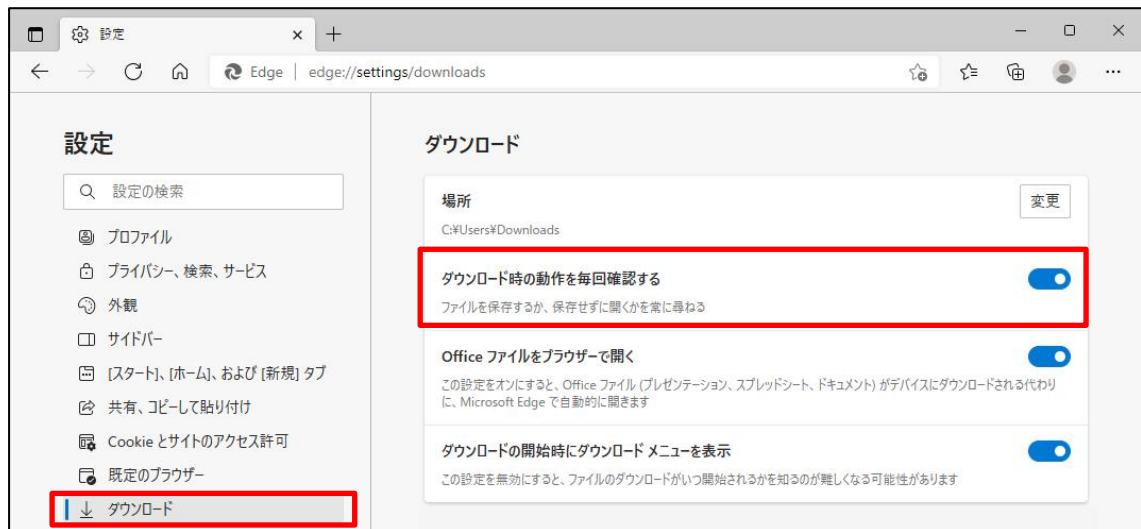 設定
Edge | edge://settings/downloads
設定
設定の検索
プロファイル
プライバシー、検索、サービス
外観
サイドバー
[スタート]、[ホーム]、および [新規] タブ
共有、コピーして貼り付け
Cookie とサイトのアクセス許可
既定のブラウザー
ダウンロード
ダウンロード
場所
変更
C:¥Users¥Downloads
ダウンロード時の動作を毎回確認する
ファイルを保存するか、保存せずに開くかを常に尋ねる
Office ファイルをブラウザーで開く
この設定をオンにすると、Office ファイル (プレゼンテーション、スプレッドシート、ドキュメント) がデバイスにダウンロードされる代わり
に、Microsoft Edge で自動的に開きます
ダウンロードの開始時にダウンロード メニューを表示
この設定を無効にすると、ファイルのダウンロードがいつ開始されるかを知るのが難しくなる可能性があります